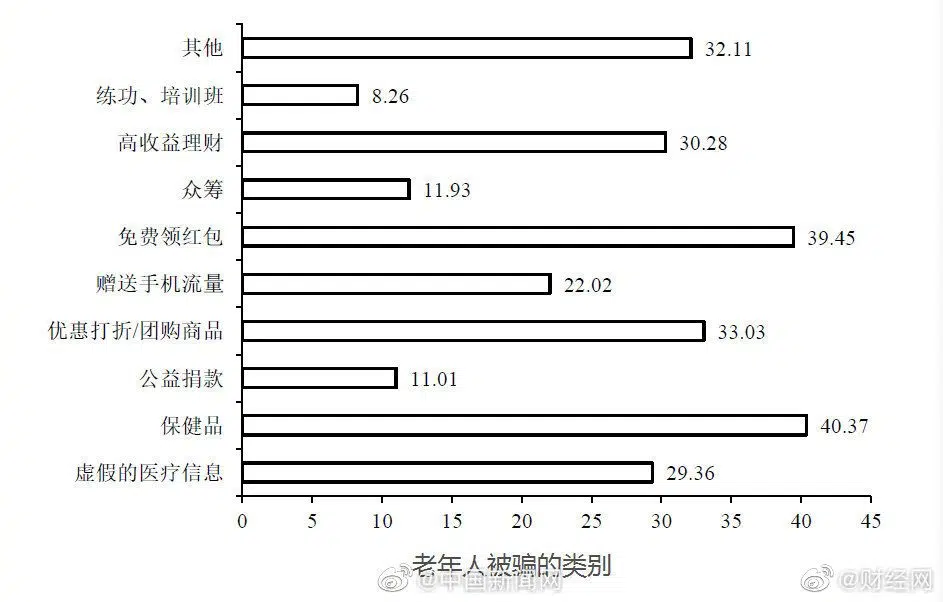 其他 32.11
练功、培训班 8.26
高收益理财 30.28
众筹 11.93
免费领红包 39.45
赠送手机流量 22.02
优惠打折/团购商品 33.03
公益捐款 11.01
保健品 40.37
虚假的医疗信息 29.36
0 5 10 15 20 25 30 35 40 45
老年人被骗的类别
@中国新闻网
@财经网